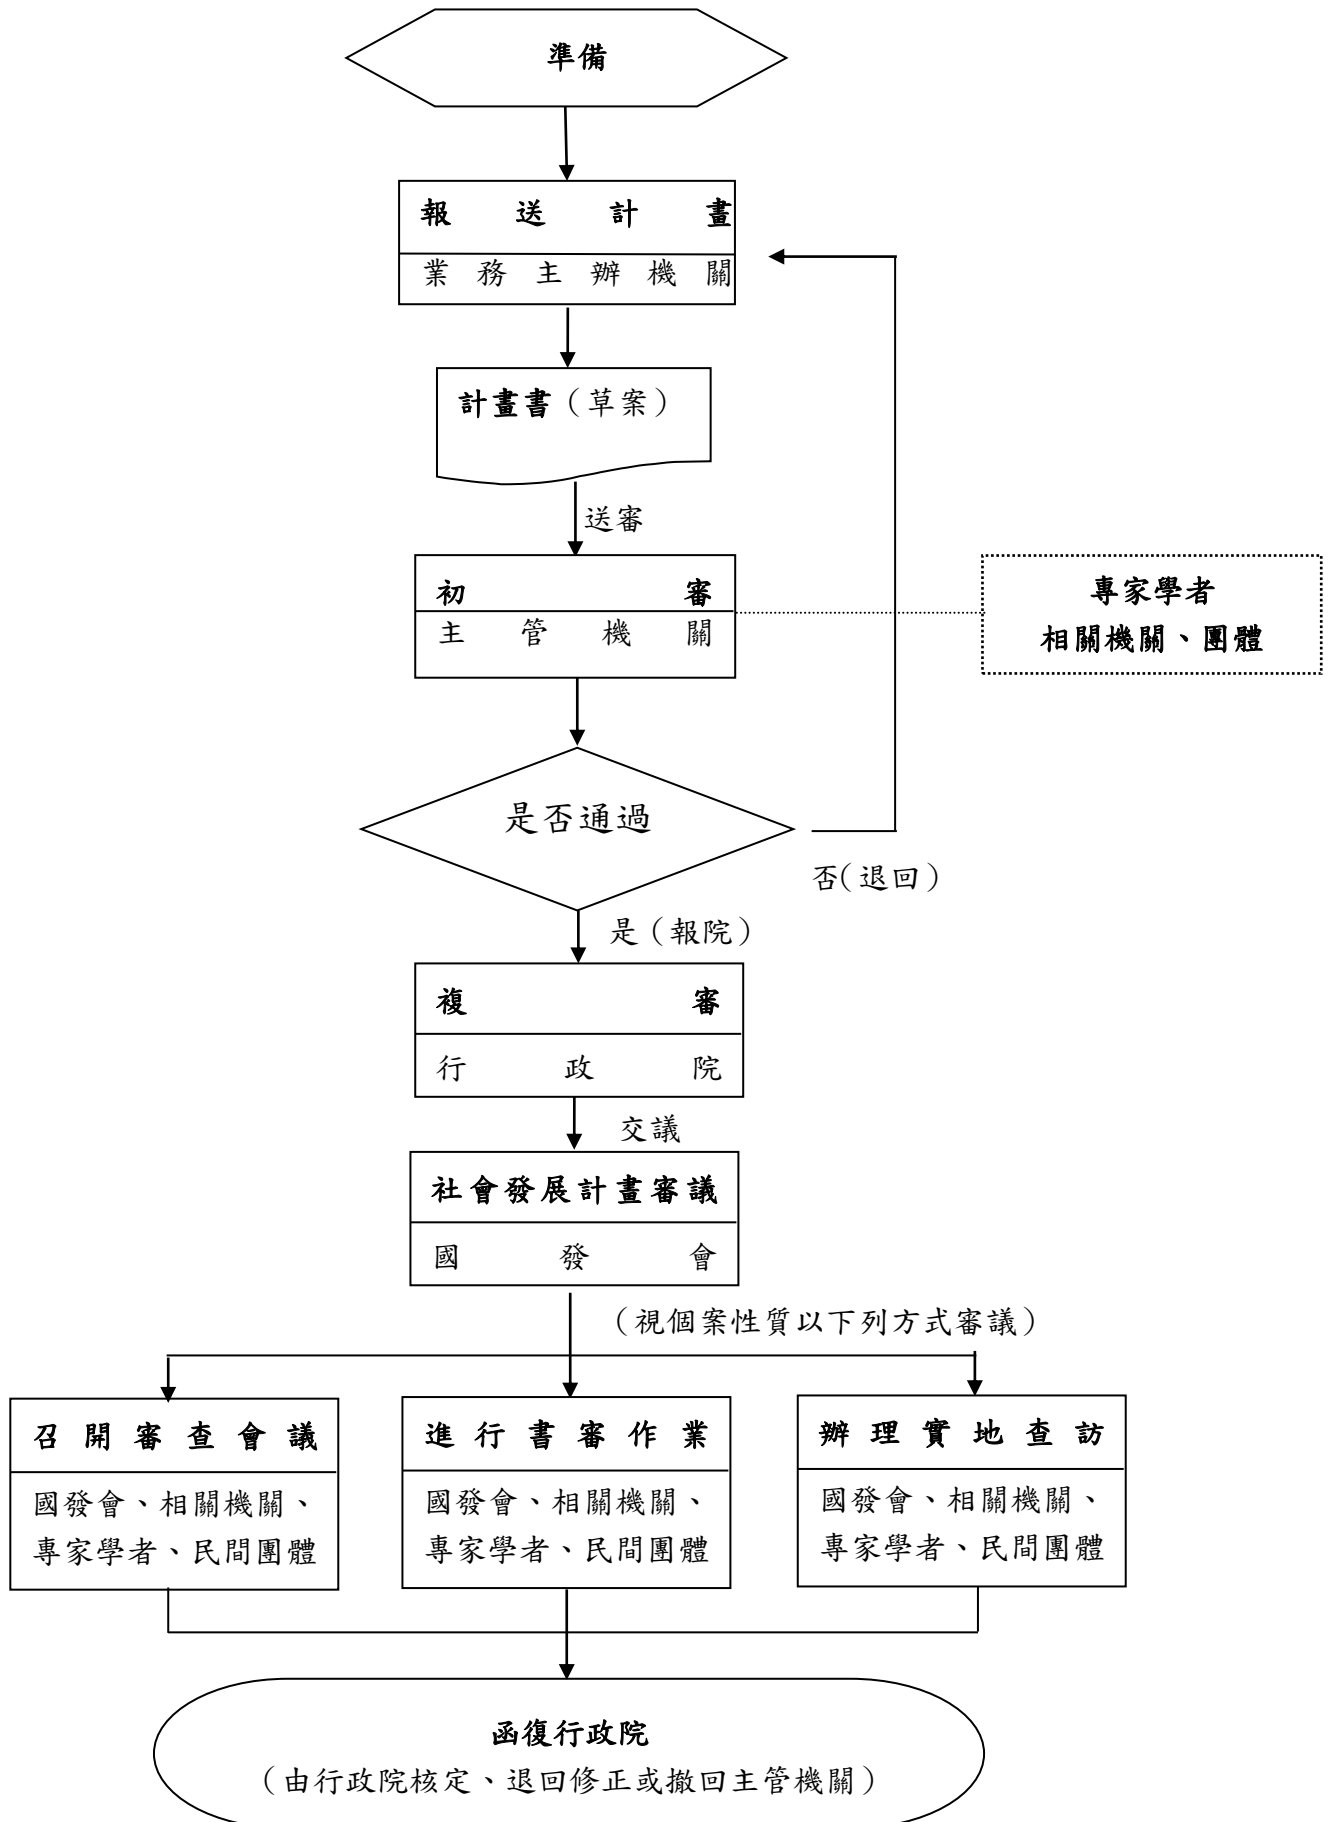 準備
報送計畫
業務主辦機關
計畫書（草案）
送審
初審
主管機關
專家學者
相關機關、團體
是否通過
否(退回）
是（報院）
複審
行政院
交議
社會發展計畫審議
國發會
（視個案性質以下列方式審議）
召開審查會議
國發會、相關機關、
專家學者、民間團體
進行書審作業
國發會、相關機關、
專家學者、民間團體
辦理實地查訪
國發會、相關機關、
專家學者、民間團體
函復行政院
（由行政院核定、退回修正或撤回主管機關）